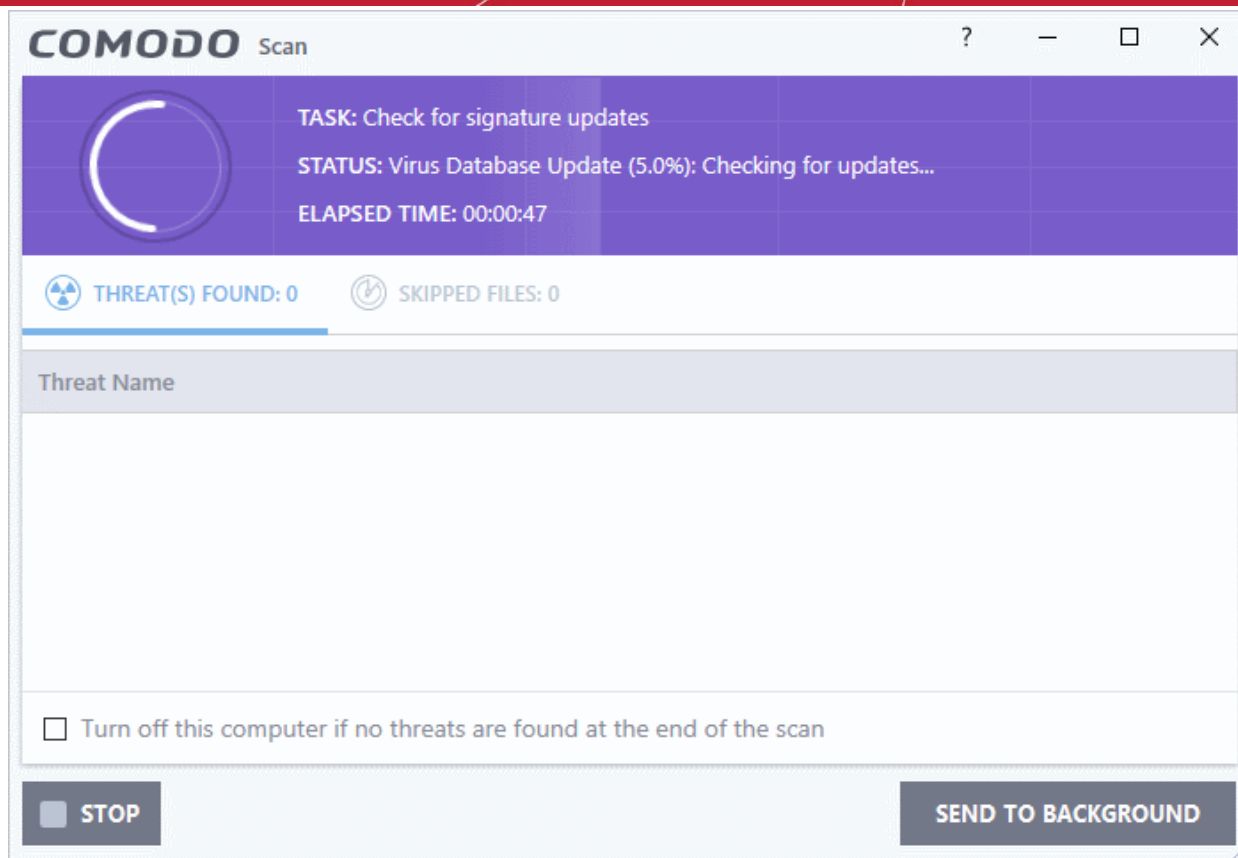 COMODO Scan ?
TASK: Check for signature updates
STATUS: Virus Database Update (5.0%): Checking for updates...
ELAPSED TIME: 00:00:47
THREAT(S) FOUND: 0 SKIPPED FILES: 0
Threat Name
Turn off this computer if no threats are found at the end of the scan
STOP SEND TO BACKGROUND